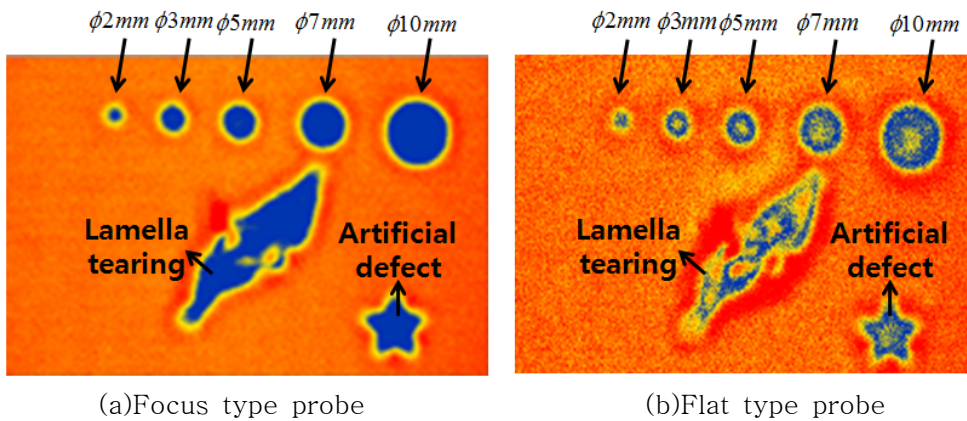 ϕ2mm ϕ3mm ϕ5mm ϕ7mm ϕ10mm
Lamella
tearing
Artificial
defect
(a)Focus type probe
ϕ2mm ϕ3mm ϕ5mm ϕ7mm ϕ10mm
Lamella
tearing
Artificial
defect
(b)Flat type probe